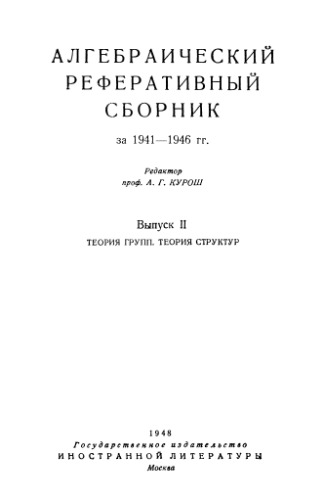 АЛГЕБРАИЧЕСКИЙ
РЕФЕРАТИВНЫЙ
СБОРНИК
за 1941—1946 гг.
Редактор
проф. А. Г. КУРОШ
Выпуск II
ТЕОРИЯ ГРУПП. ТЕОРИЯ СТРУКТУР
1948
Государственное издательство
ИНОСТРАННОЙ ЛИТЕРАТУРЫ
Москва